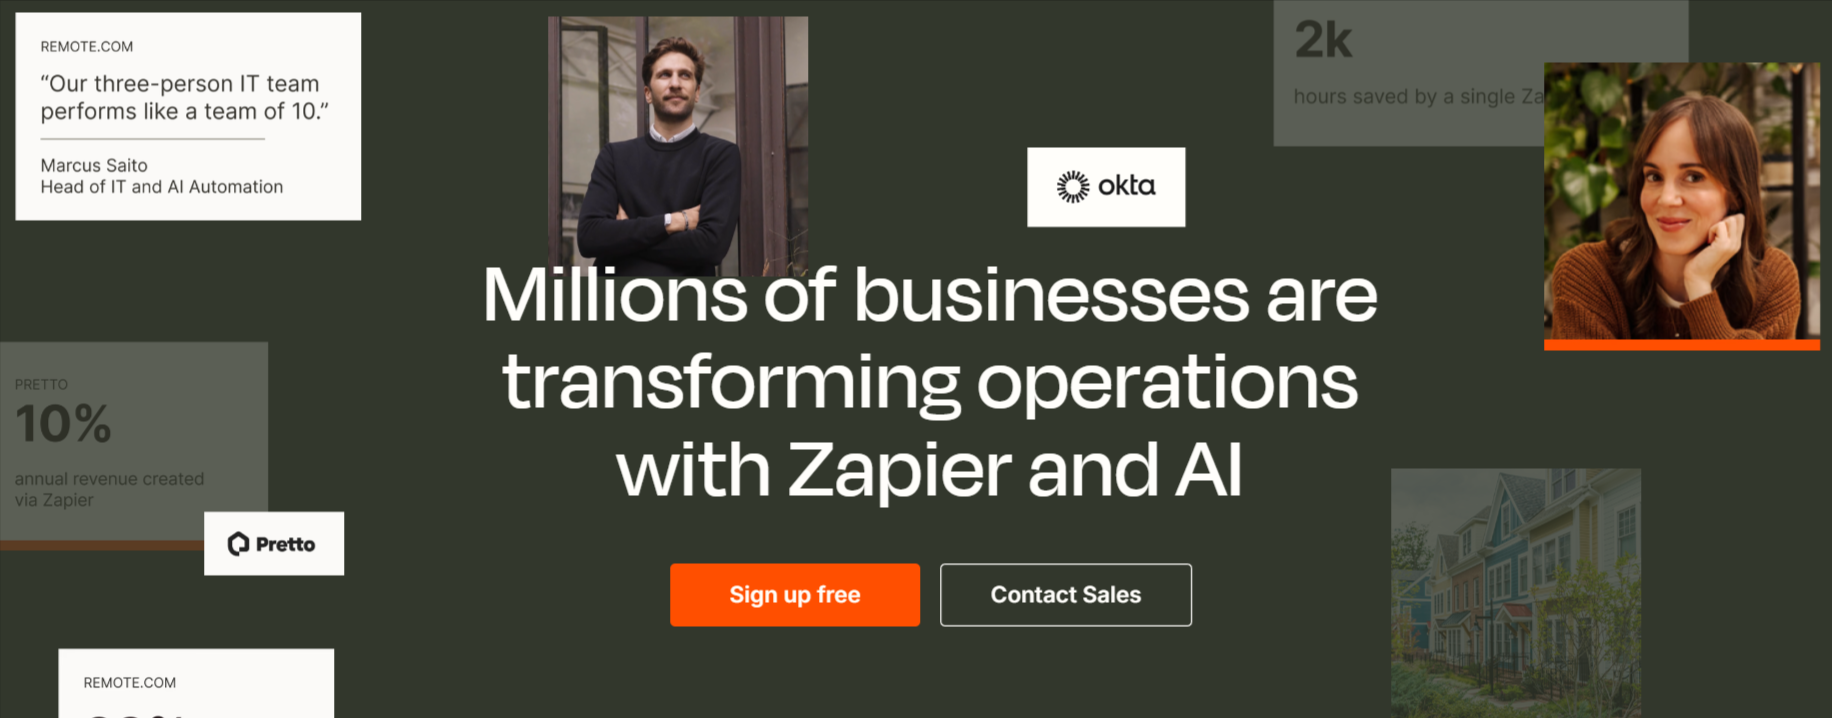 REMOTE.COM
“Our three-person IT team
performs like a team of 10.”
Marcus Saito
Head of IT and AI Automation
okta
2k
hours saved by a single
Millions of businesses are
transforming operations
with Zapier and AI
Sign up free
Contact Sales
PRETTO
10%
annual revenue created
via Zapier
Pretto
REMOTE.COM